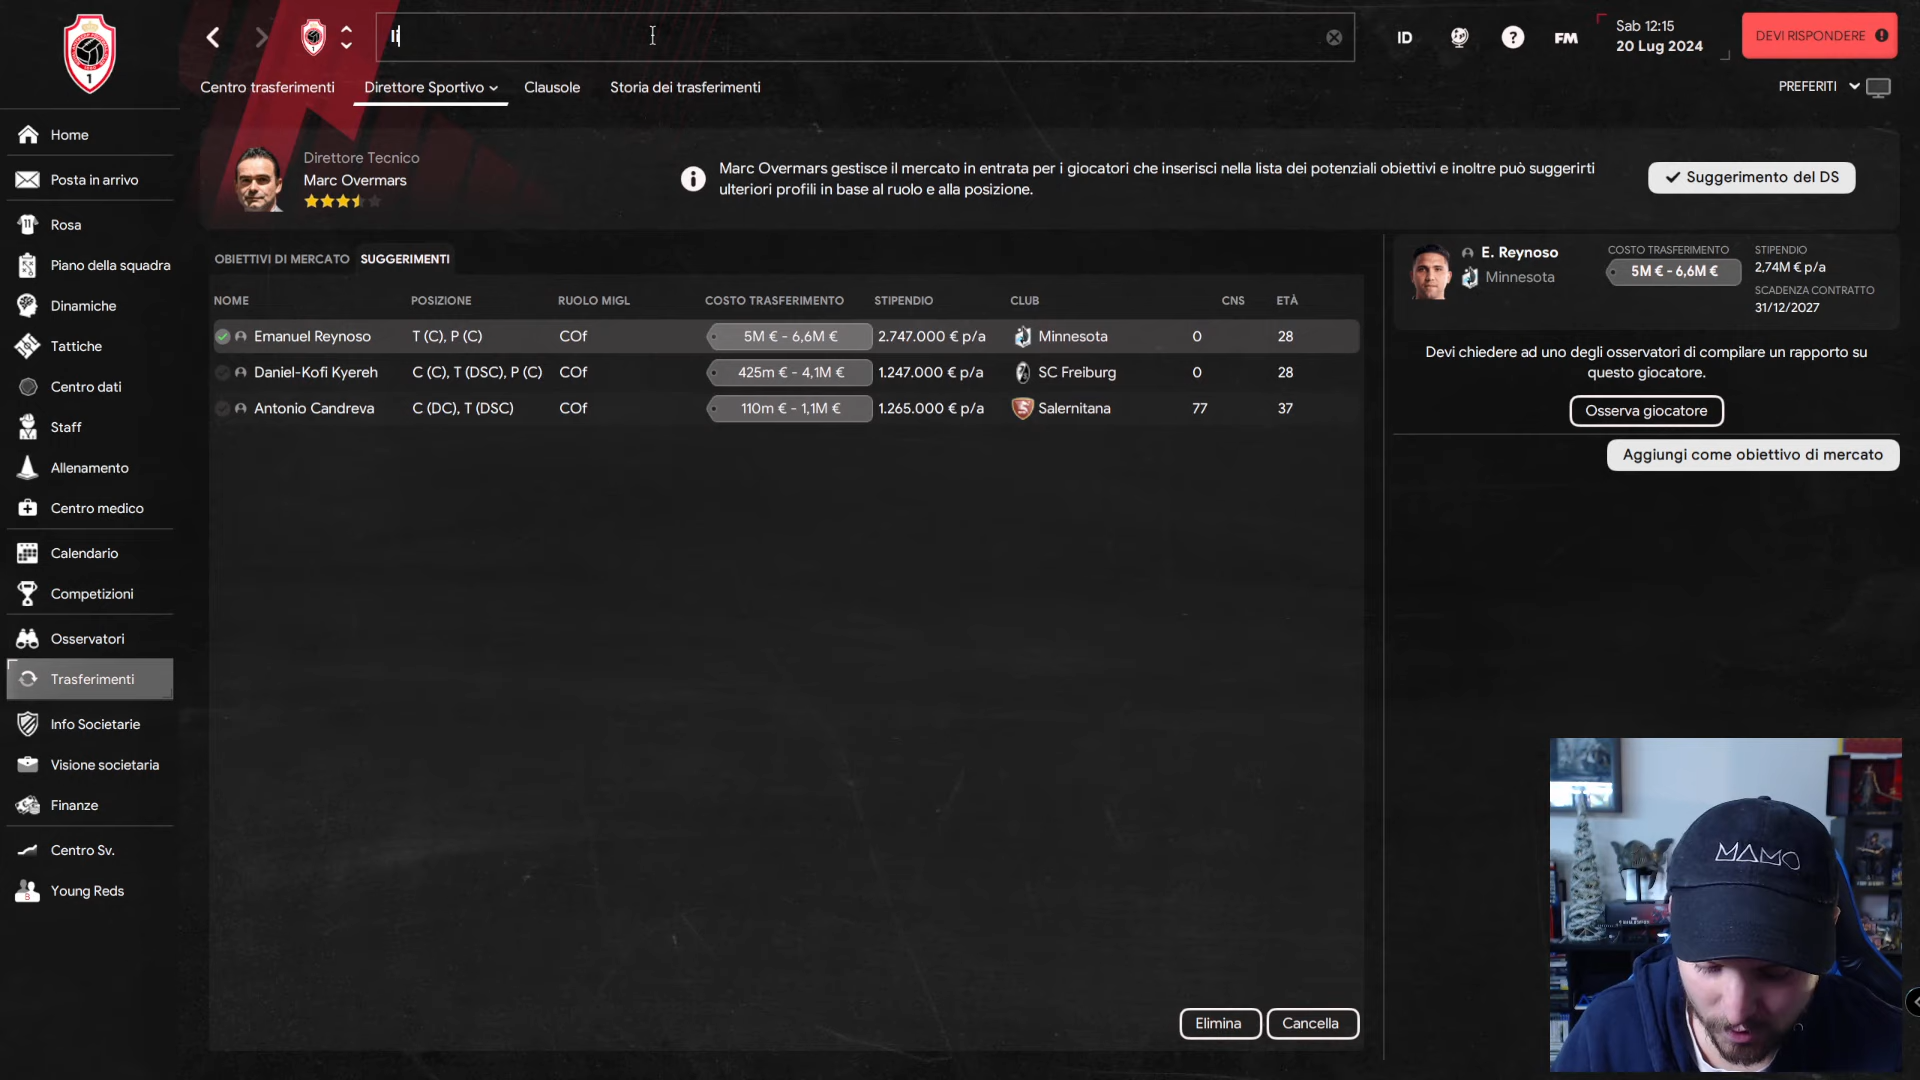 1
li
ID
?
FM
Sab 12:15
20 Lug 2024
DEVI RISPONDERE
Centro trasferimenti
Direttore Sportivo
Clausole
Storia dei trasferimenti
PREFERITI
Home
Posta in arrivo
Rosa
Piano della squadra
Dinamiche
Tattiche
Centro dati
Staff
Allenamento
Centro medico
Calendario
Competizioni
Osservatori
Trasferimenti
Info Societarie
Visione societaria
Finanze
Centro Sv.
Young Reds
Direttore Tecnico
Marc Overmars
Marc Overmars gestisce il mercato in entrata per i giocatori che inserisci nella lista dei potenziali obiettivi e inoltre può suggerirti
ulteriori profili in base al ruolo e alla posizione.
Suggerimento del DS
OBIETTIVI DI MERCATO SUGGERIMENTI
NOME POSIZIONE RUOLO MIGL COSTO TRASFERIMENTO STIPENDIO CLUB CNS ETÀ
Emanuel Reynoso T (C), P (C) COf 5M € - 6,6M € 2.747.000 € p/a Minnesota 0 28
Daniel-Kofi Kyereh C (C), T (DSC), P (C) COf 425m € - 4,1M € 1.247.000 € p/a SC Freiburg 0 28
Antonio Candreva C (DC), T (DSC) COf 110m € - 1,1M € 1.265.000 € p/a Salernitana 77 37
E. Reynoso
Minnesota
COSTO TRASFERIMENTO
5M € - 6,6M €
STIPENDIO
2,74M € p/a
SCADENZA CONTRATTO
31/12/2027
Devi chiedere ad uno degli osservatori di compilare un rapporto su
questo giocatore.
Osserva giocatore
Aggiungi come obiettivo di mercato
Elimina
Cancella
MAMO